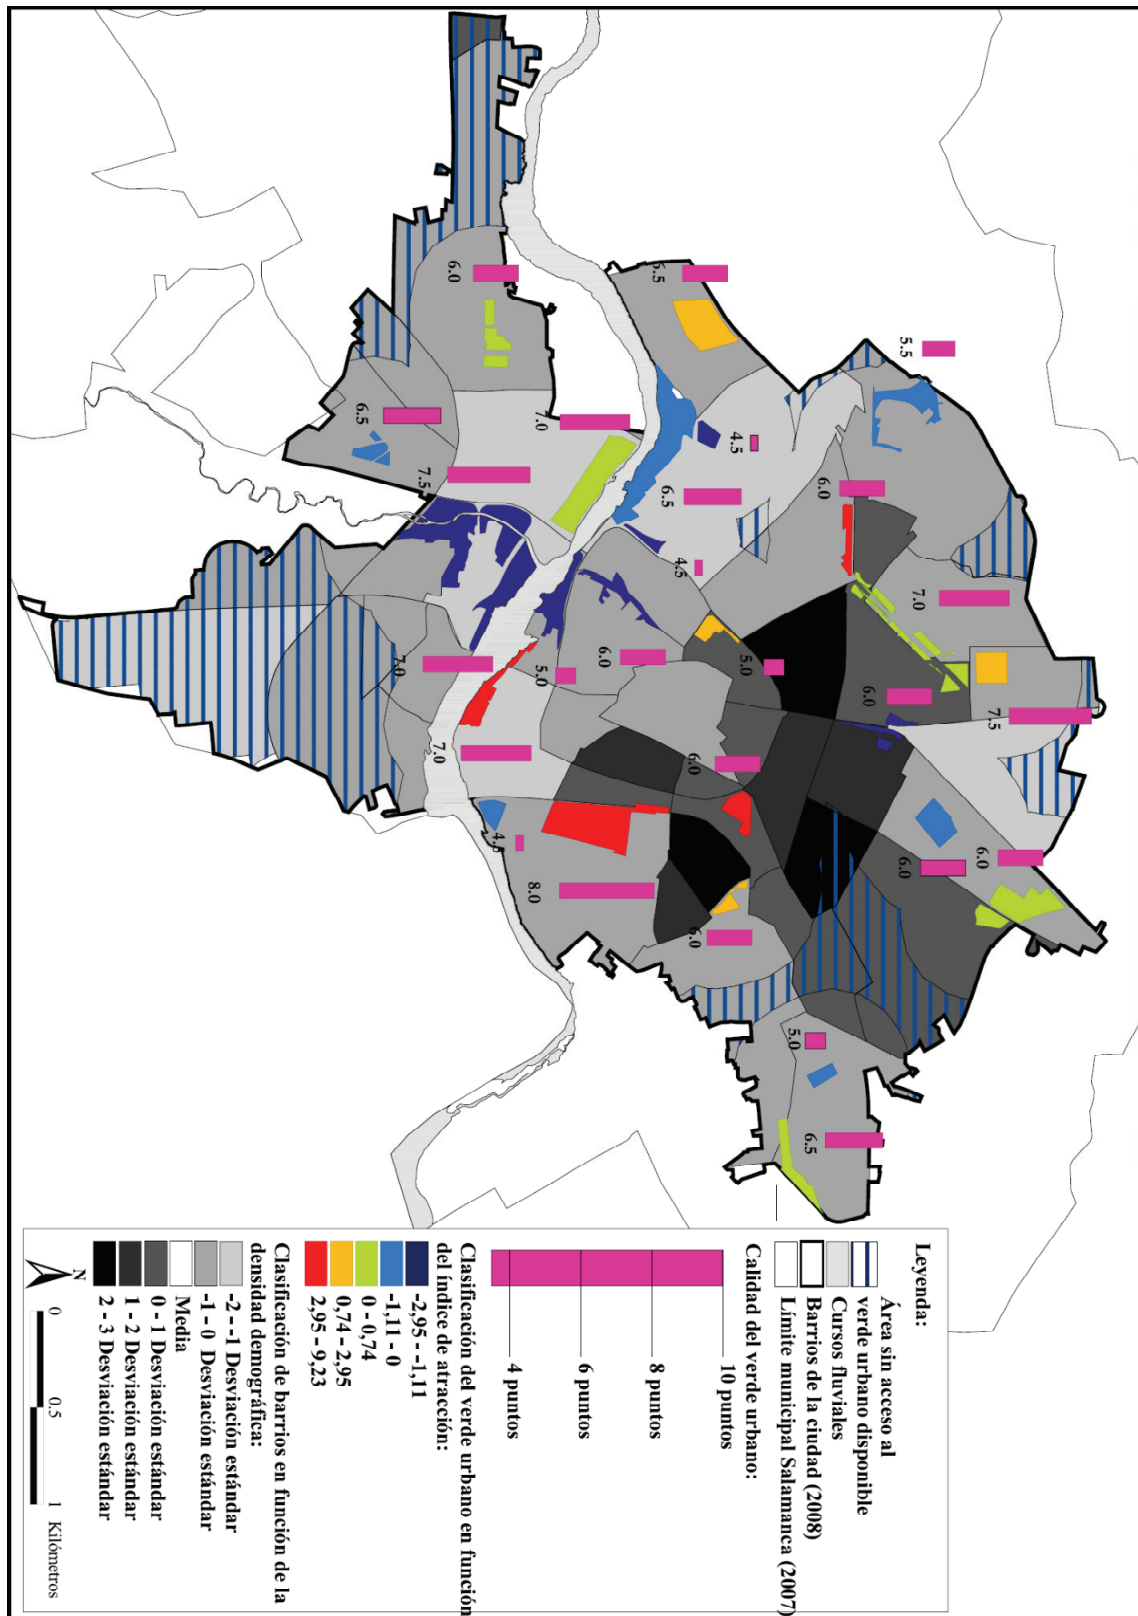 7.5
6.0
7.0
5.5
6.0
6.0
6.0
6.5
5.0
5.0
4.5
6.0
6.0
4.5
6.5
6.5
6.0
8.0
7.0
5.0
4.5
6.0
7.0
7.5
7.0
6.5
Leyenda:
Área sin acceso al
verde urbano disponible
Cursos fluviales
Barrios de la ciudad (2008)
Límite municipal Salamanca (2007)
Calidad del verde urbano:
10 puntos
8 puntos
6 puntos
4 puntos
Clasificación del verde urbano en función
del índice de atracción:
-2,95 - -1,11
-1,11 - 0
0 - 0,74
0,74 - 2,95
2,95 - 9,23
Clasificación de barrios en función de la
densidad demográfica:
-2 - -1 Desviación estándar
-1 - 0 Desviación estándar
Media
0 - 1 Desviación estándar
1 - 2 Desviación estándar
2 - 3 Desviación estándar
N
0 0.5 1 Kilómetros